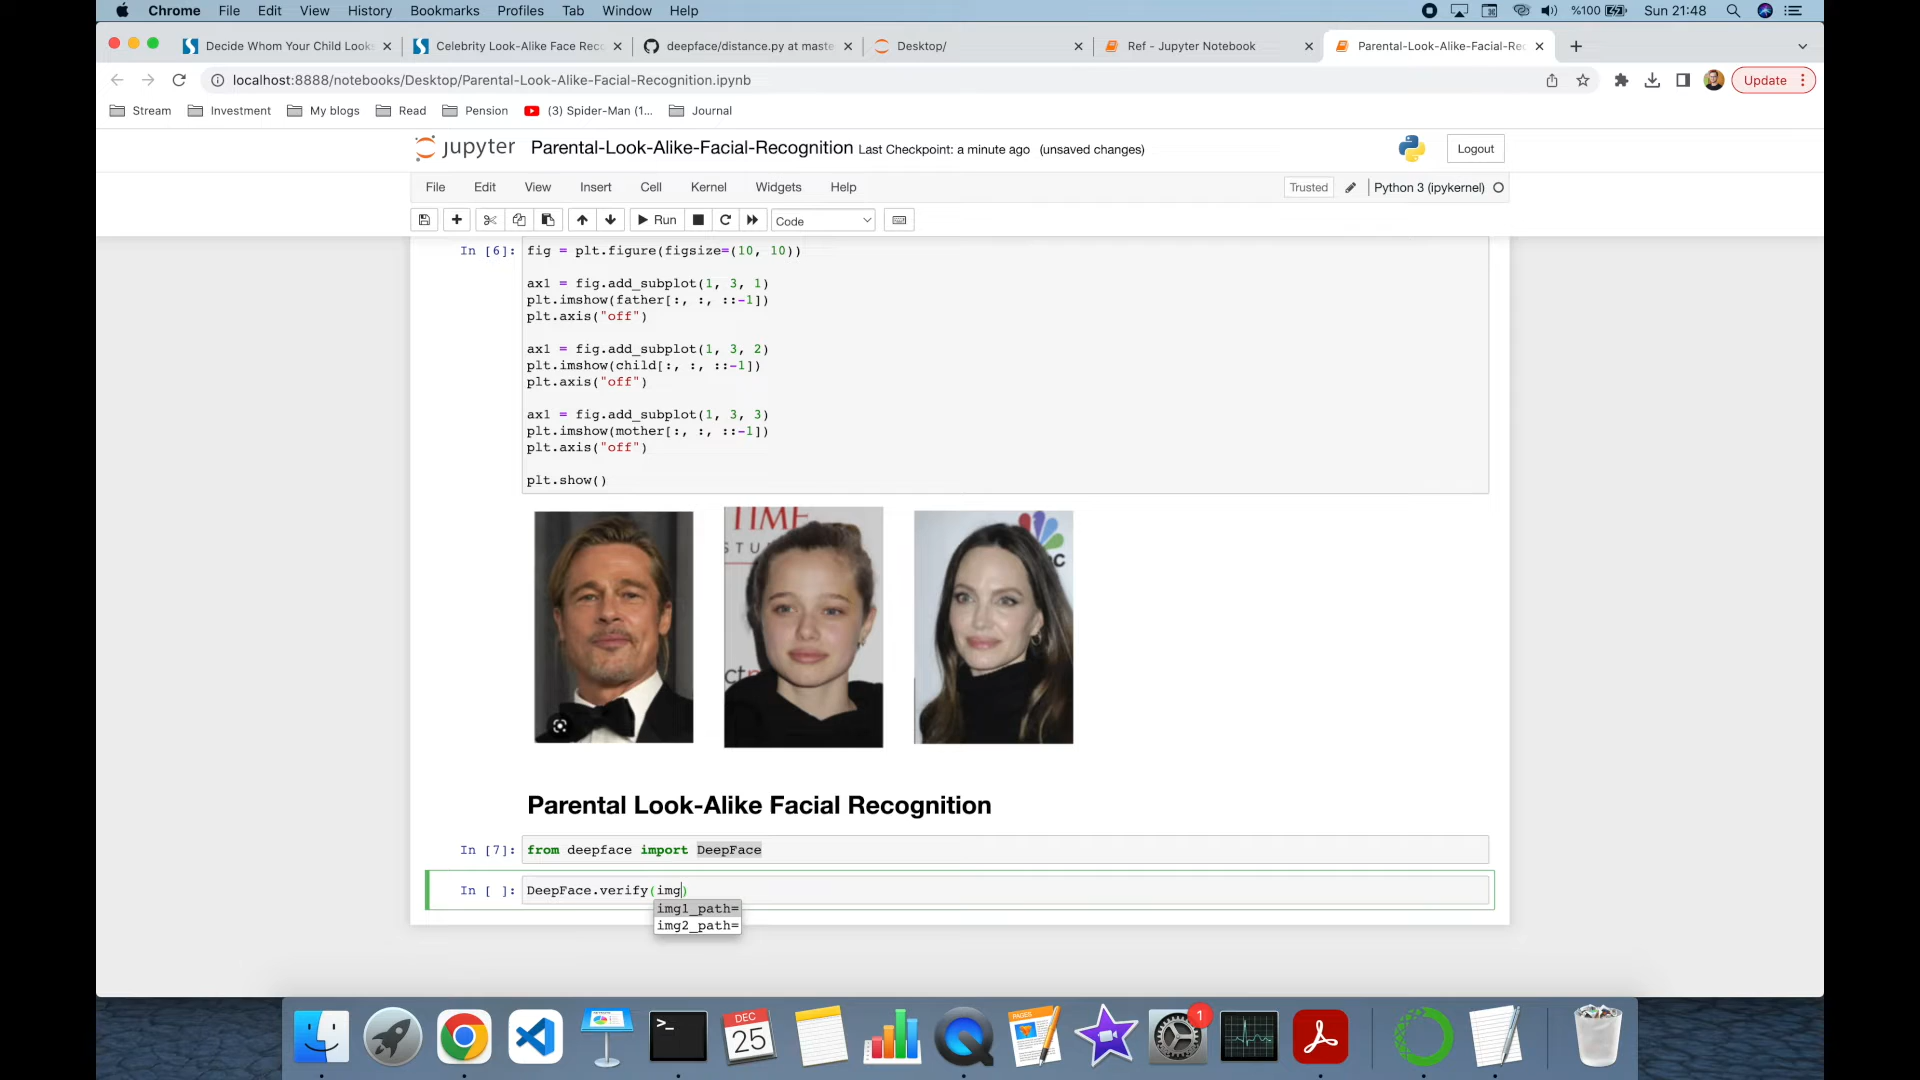 Chrome File Edit View History Bookmarks Profiles Tab Window Help %100 Sun 21:48
Decide Whom Your Child Looks Celebrity Look-Alike Face Reco deepface/distance.py at maste Desktop/ Ref - Jupyter Notebook Parental-Look-Alike-Facial-Rec
localhost:8888/notebooks/Desktop/Parental-Look-Alike-Facial-Recognition.ipynb Update
Stream Investment My blogs Read Pension (3) Spider-Man (1... Journal
jupyter Parental-Look-Alike-Facial-Recognition Last Checkpoint: a minute ago (unsaved changes) Logout
File Edit View Insert Cell Kernel Widgets Help Trusted Python 3 (ipykernel)
Run Code
In [6]: fig = plt.figure(figsize=(10, 10))
ax1 = fig.add_subplot(1, 3, 1)
plt.imshow(father[:, :, ::-1])
plt.axis("off")
ax1 = fig.add_subplot(1, 3, 2)
plt.imshow(child[:, :, ::-1])
plt.axis("off")
ax1 = fig.add_subplot(1, 3, 3)
plt.imshow(mother[:, :, ::-1])
plt.axis("off")
plt.show()
TIME
STU
Parental Look-Alike Facial Recognition
In [7]: from deepface import DeepFace
In [ ]: DeepFace.verify(img)
img1_path=
img2_path=
DEC
25
PAGES
1